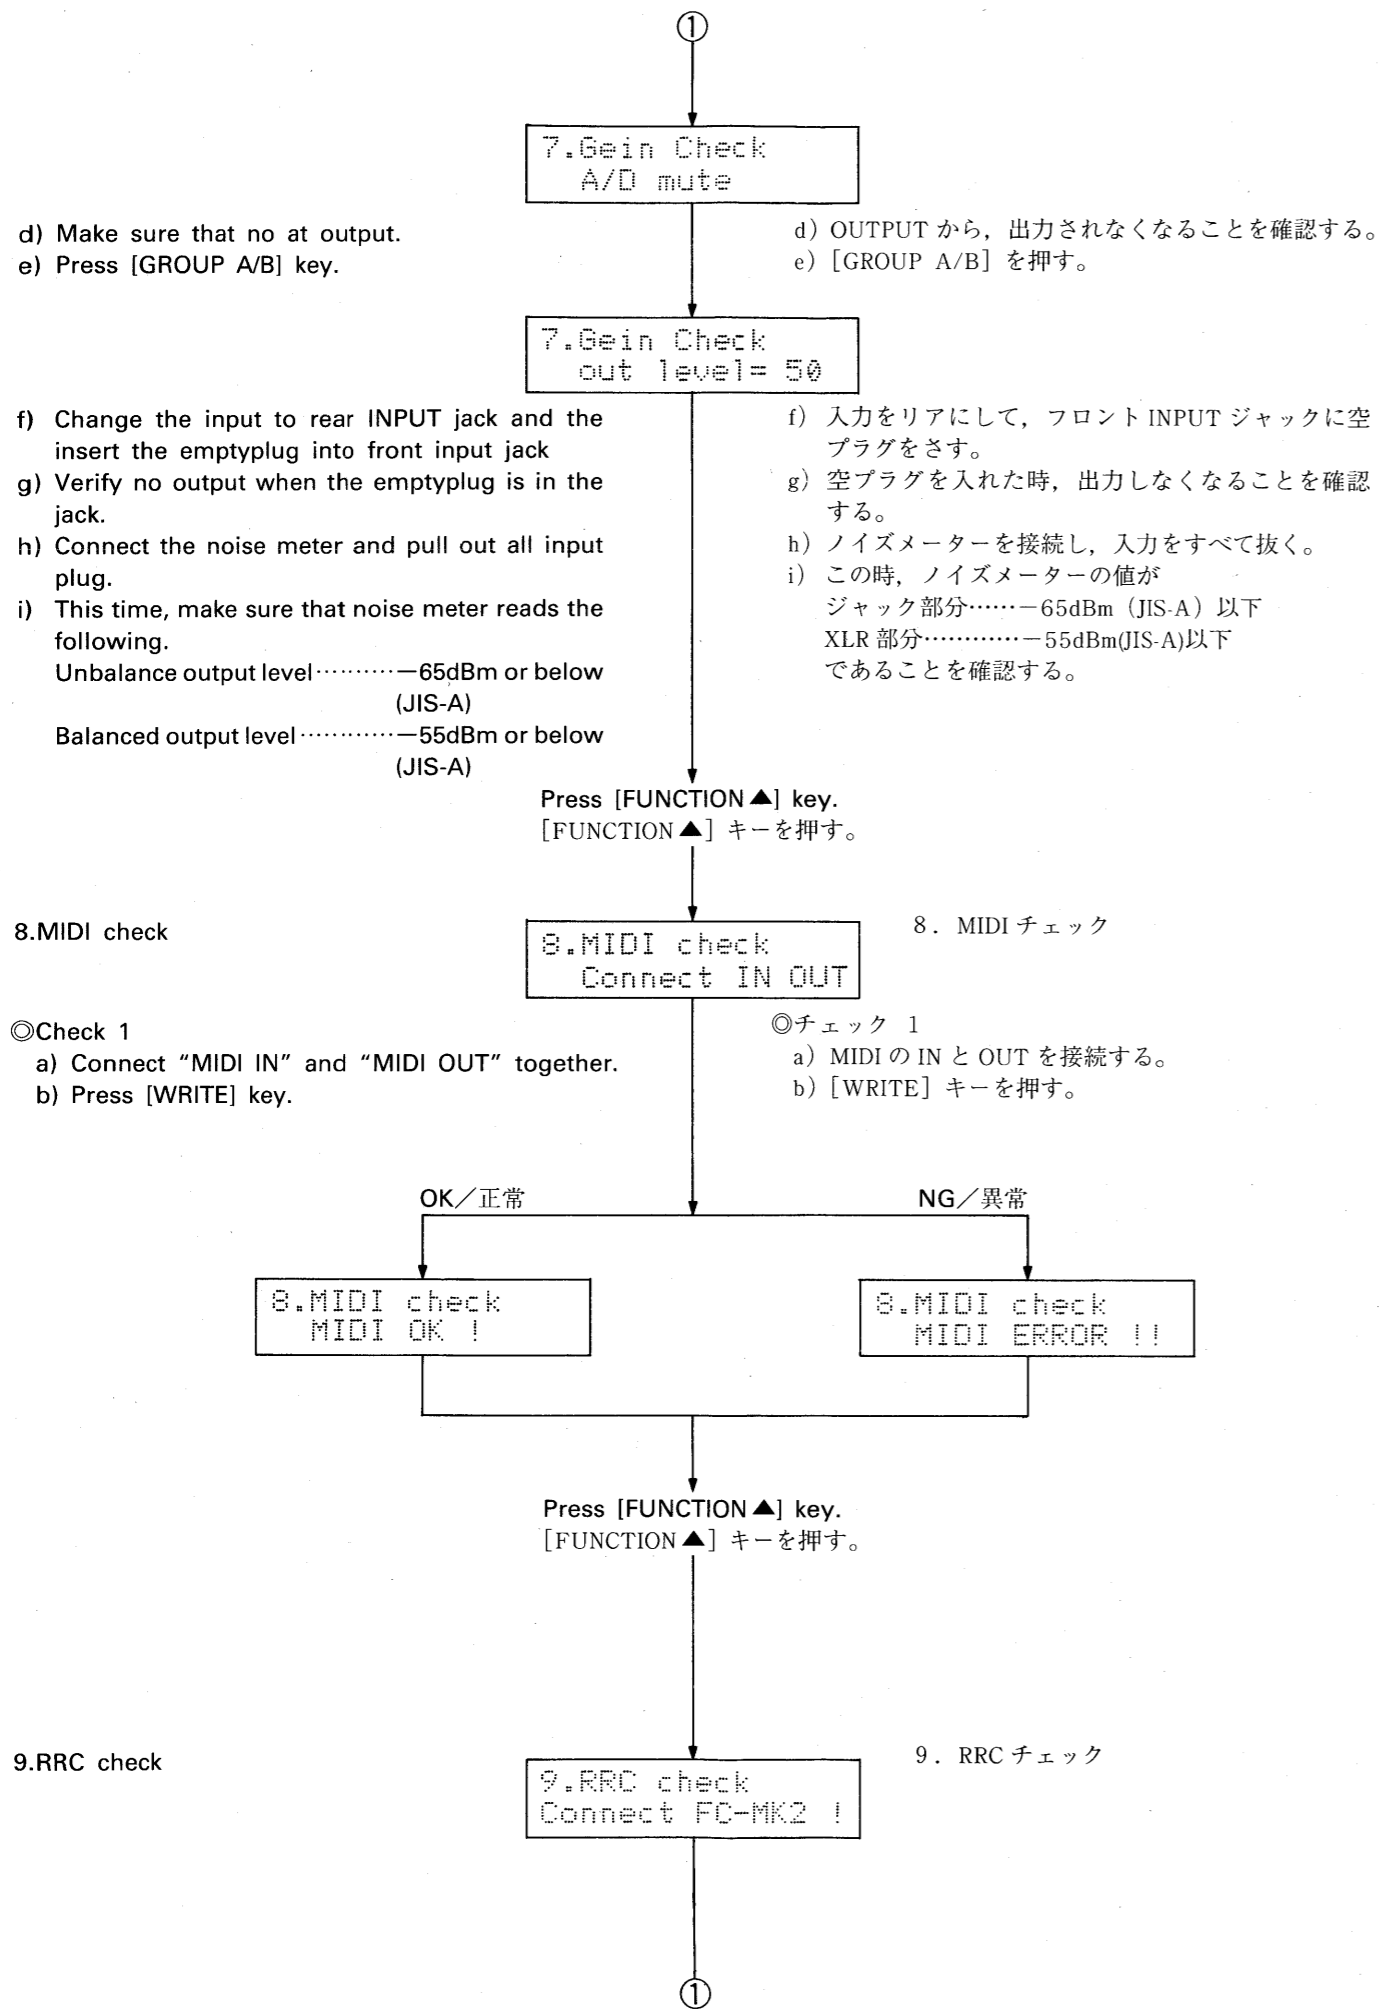 ①
7.Gein Check
A/D mute
d) Make sure that no at output.
e) Press [GROUP A/B] key.
d) OUTPUT から，出力されなくなることを確認する。
e) [GROUP A/B] を押す。
7.Gein Check
out level= 50
f) Change the input to rear INPUT jack and the
insert the emptyplug into front input jack
g) Verify no output when the emptyplug is in the
jack.
h) Connect the noise meter and pull out all input
plug.
i) This time, make sure that noise meter reads the
following.
Unbalance output level··········−65dBm or below
(JIS-A)
Balanced output level············−55dBm or below
(JIS-A)
f) 入力をリアにして，フロント INPUT ジャックに空
プラグをさす。
g) 空プラグを入れた時，出力しなくなることを確認
する。
h) ノイズメーターを接続し，入力をすべて抜く。
i) この時，ノイズメーターの値が
ジャック部分……−65dBm（JIS-A）以下
XLR 部分…………−55dBm(JIS-A)以下
であることを確認する。
Press [FUNCTION▲] key.
[FUNCTION▲] キーを押す。
8.MIDI check
8.MIDI check
Connect IN OUT
8．MIDI チェック
◎Check 1
a) Connect “MIDI IN” and “MIDI OUT” together.
b) Press [WRITE] key.
◎チェック 1
a) MIDI の IN と OUT を接続する。
b) [WRITE] キーを押す。
OK／正常
NG／異常
8.MIDI check
MIDI OK !
8.MIDI check
MIDI ERROR !!
Press [FUNCTION▲] key.
[FUNCTION▲] キーを押す。
9.RRC check
9.RRC check
Connect FC-MK2 !
9．RRC チェック
①